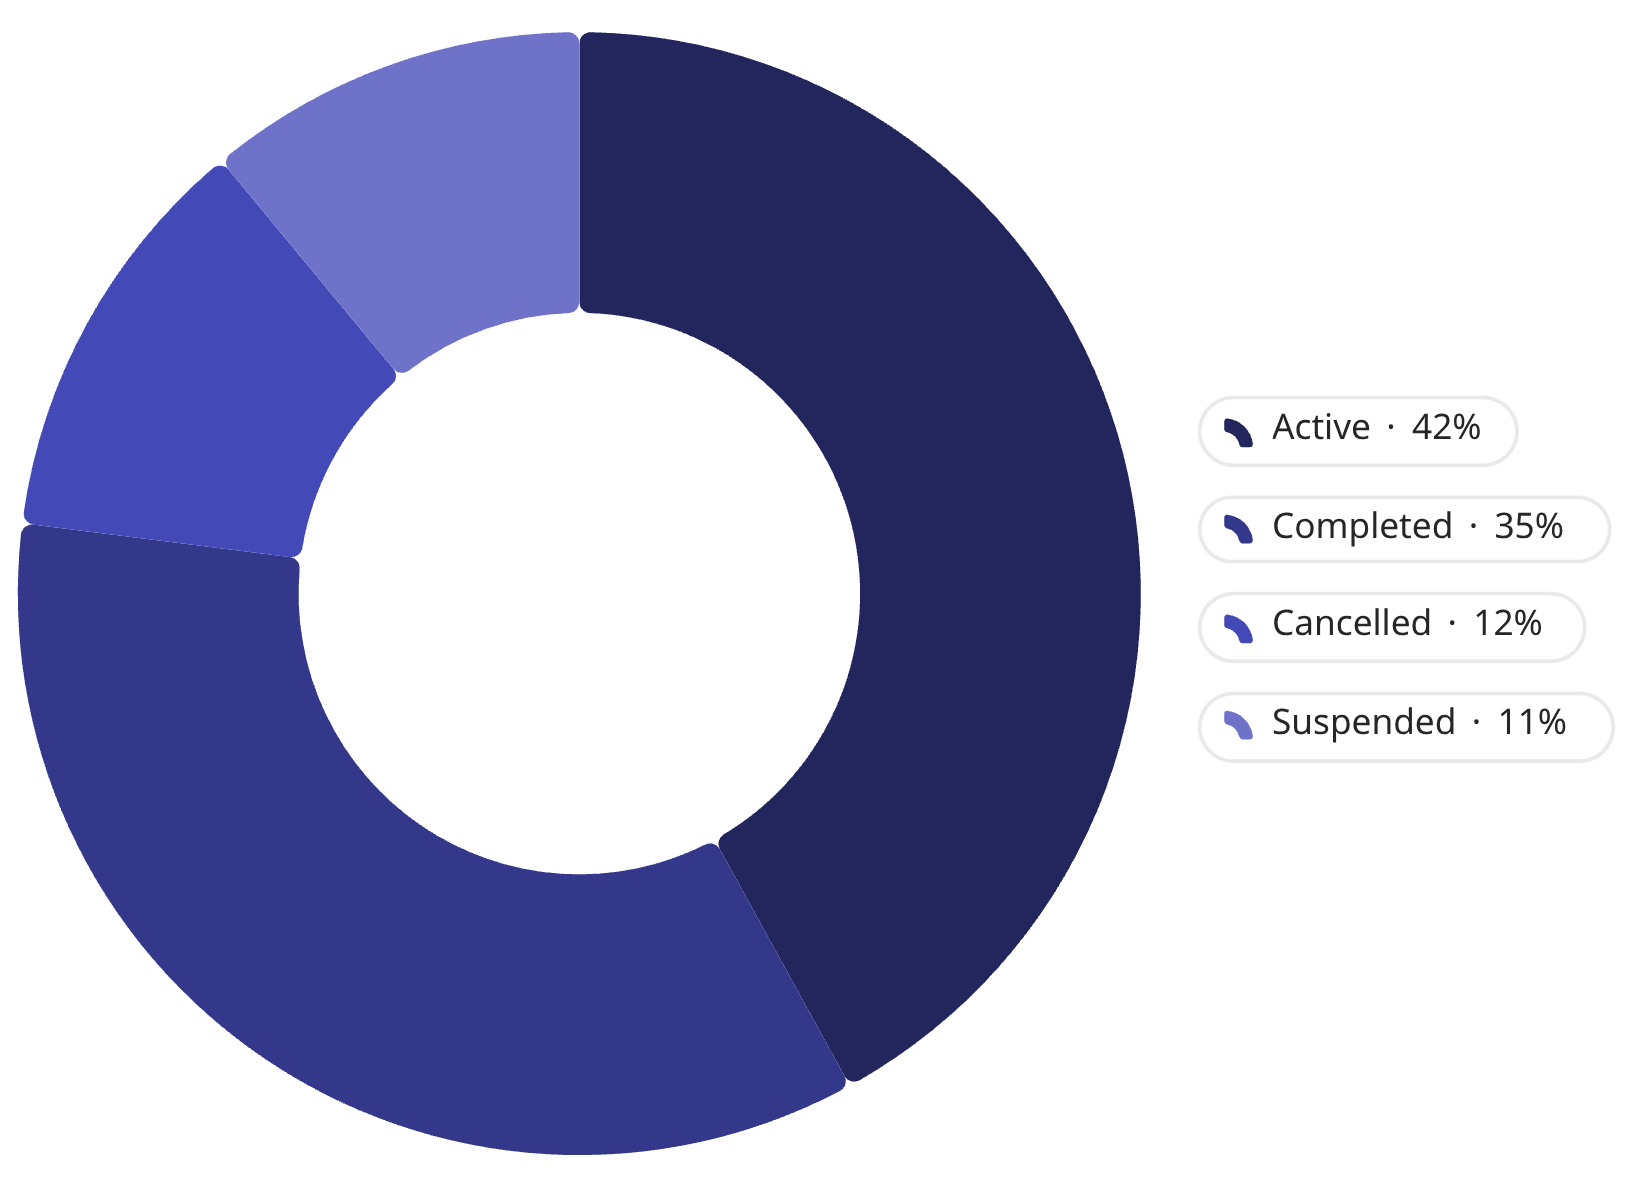 Active · 42%
Completed · 35%
Cancelled · 12%
Suspended · 11%